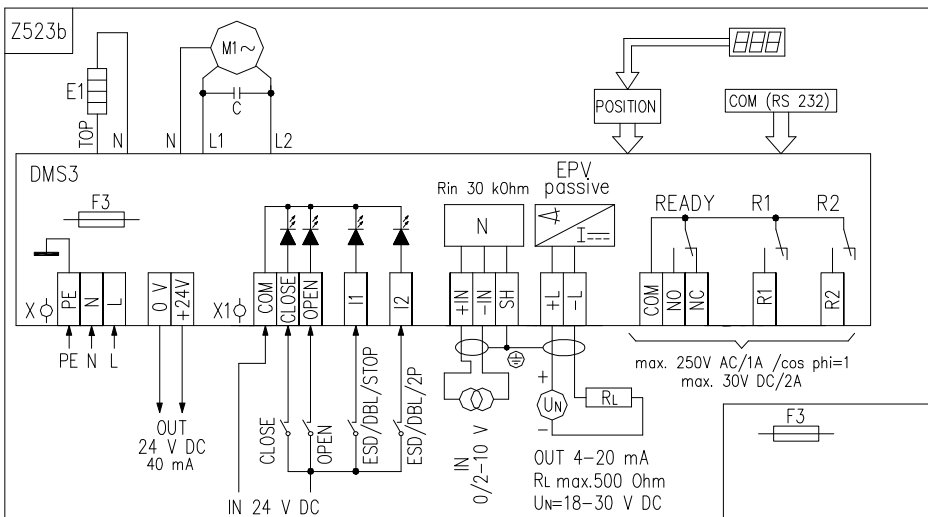 Z523b
M1~
E1
C
TOP
N
N
L1
L2
POSITION
COM (RS 232)
DMS3
F3
Rin 30 kOhm
N
EPV
passive
I
READY
R1
R2
X
PE
N
L
0 V
+24V
X1
COM
CLOSE
OPEN
I1
I2
+IN
-IN
SH
+L
-L
COM
NO
NC
R1
R2
PE N L
OUT
24 V DC
40 mA
CLOSE
OPEN
ESD/DBL/STOP
ESD/DBL/2P
IN 24 V DC
IN
0/2-10 V
+
UN
-
RL
OUT 4-20 mA
RL max.500 Ohm
UN=18-30 V DC
max. 250V AC/1A /cos phi=1
max. 30V DC/2A
F3